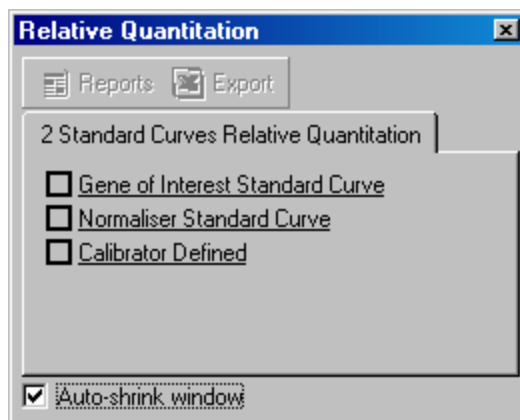 Relative Quantitation
Reports Export
2 Standard Curves Relative Quantitation
Gene of Interest Standard Curve
Normaliser Standard Curve
Calibrator Defined
Auto-shrink window